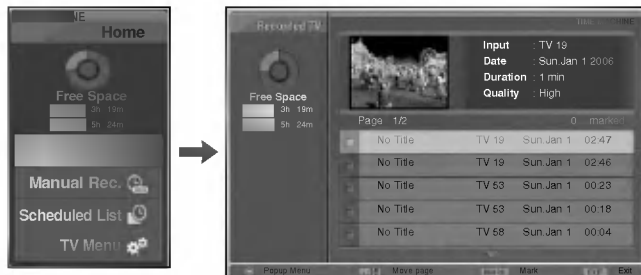 Home
Free Space
3h 19m
5h 24m
Manual Rec.
Scheduled List
TV Menu
Recorded TV
Free Space
3h 19m
5h 24m
Input : TV 19
Date : Sun.Jan 1 2006
Duration : 1 min
Quality : High
Page 1/2 0 marked
No Title TV 19 Sun.Jan 1 02:47
No Title TV 19 Sun.Jan 1 02:46
No Title TV 53 Sun.Jan 1 00:23
No Title TV 53 Sun.Jan 1 00:18
No Title TV 58 Sun.Jan 1 00:04
Popup Menu Move page Mark Exit